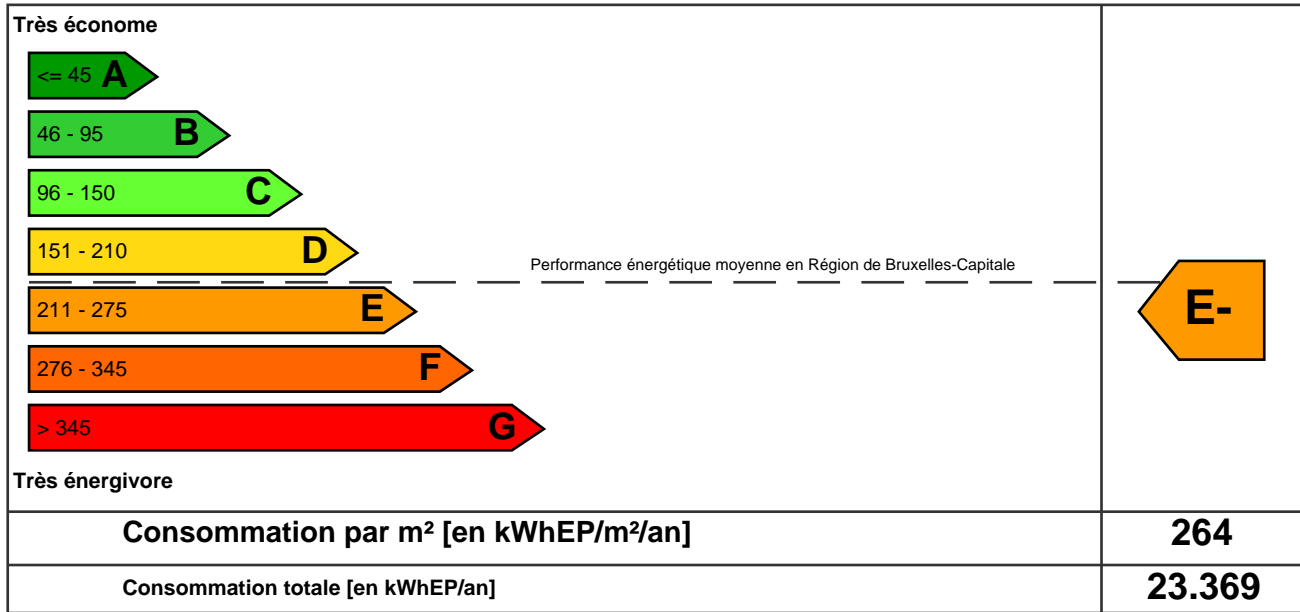 Très économe
<= 45 A
46 - 95 B
96 - 150 C
151 - 210 D
Performance énergétique moyenne en Région de Bruxelles-Capitale
211 - 275 E
E-
276 - 345 F
> 345 G
Très énergivore
Consommation par m² [en kWhEP/m²/an] 264
Consommation totale [en kWhEP/an] 23.369